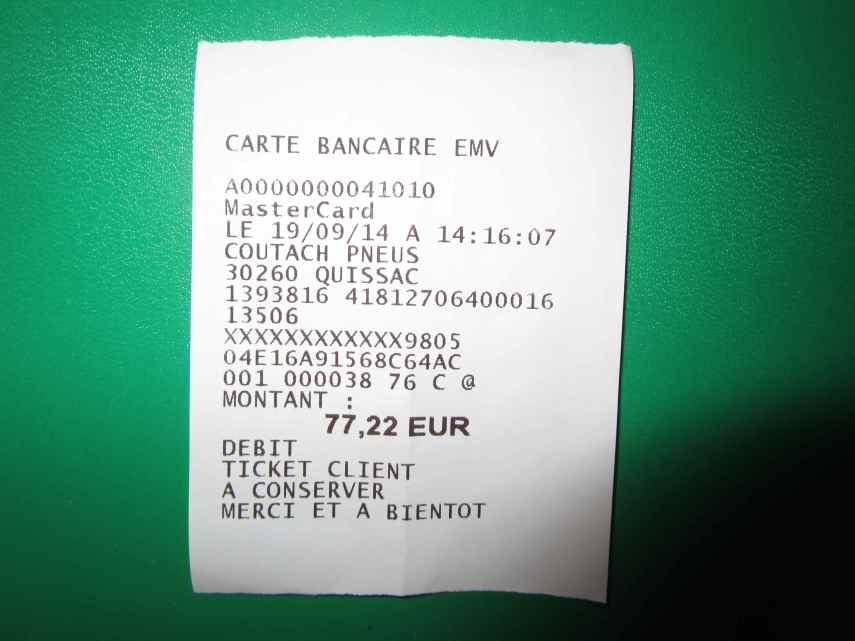 CARTE BANCAIRE EMV
A0000000041010
MasterCard
LE 19/09/14 A 14:16:07
COUTACH PNEUS
30260 QUISSAC
1393816 41812706400016
13506
XXXXXXXXXXXX9805
04E16A91568C64AC
001 000038 76 C @
MONTANT :
77,22 EUR
DEBIT
TICKET CLIENT
A CONSERVER
MERCI ET A BIENTOT